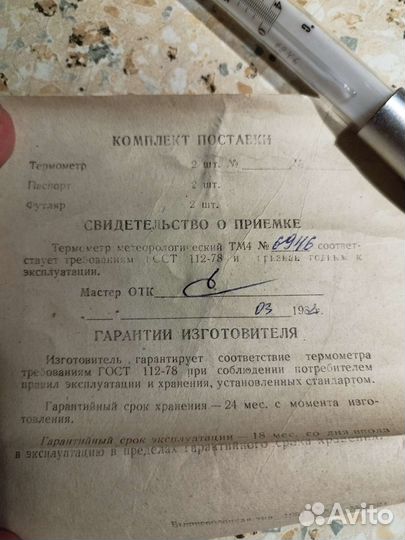 КОМПЛЕКТ ПОСТАВКИ
Термометр 2 шт. №
Паспорт 2 шт.
Футляр 2 шт.
СВИДЕТЕЛЬСТВО О ПРИЕМКЕ
Термометр метеорологический ТМ4 № 6946 соответ-
ствует требованиям ГОСТ 112-78 и признан годным к
эксплуатации.
Мастер ОТК
03 198
ГАРАНТИИ ИЗГОТОВИТЕЛЯ
Изготовитель гарантирует соответствие термометра
требованиям ГОСТ 112-78 при соблюдении потребителем
правил эксплуатации и хранения, установленных стандартом.
Гарантийный срок хранения — 24 мес. с момента изго-
товления.
Гарантийный срок эксплуатации — 18 мес. со дня ввода
в эксплуатацию в пределах гарантийного срока хранения.
Avito